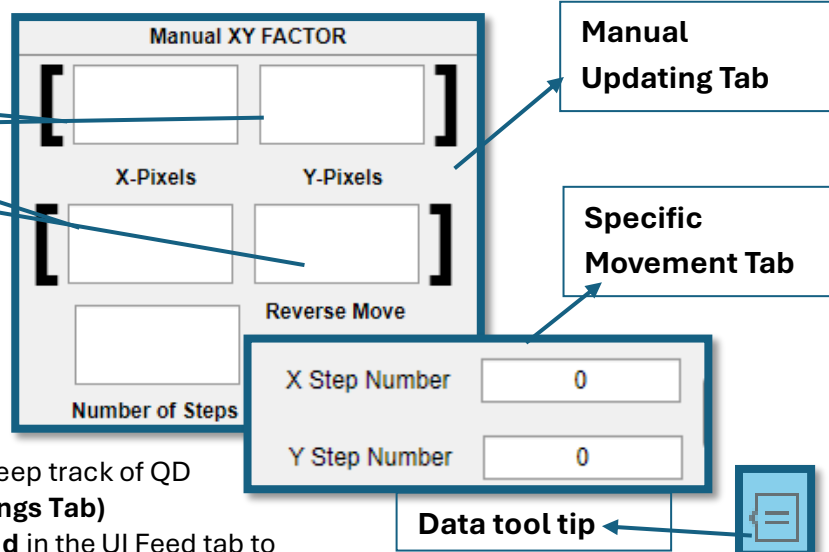 Manual XY FACTOR
[ ]
X-Pixels Y-Pixels
[ ]
Reverse Move
Number of Steps
Manual
Updating Tab
Specific
Movement Tab
X Step Number 0
Y Step Number 0
eep track of QD
ngs Tab)
d in the UI Feed tab to
Data tool tip